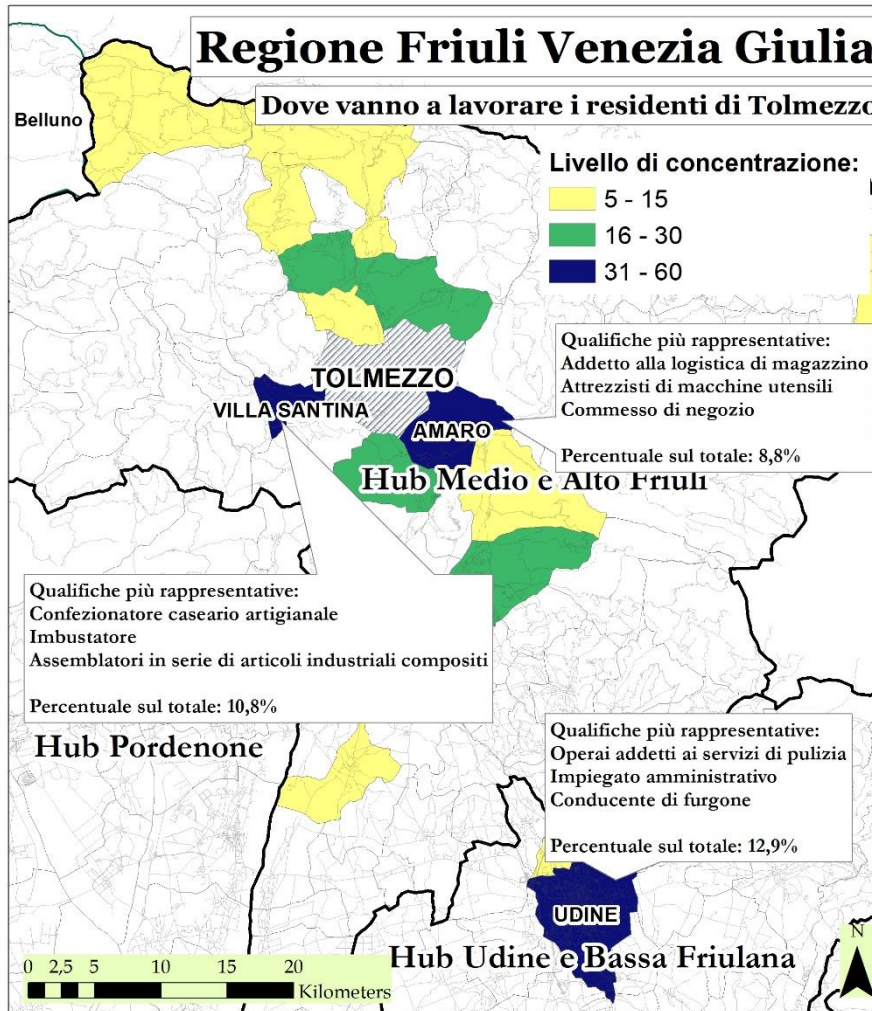 Regione Friuli Venezia Giulia
Dove vanno a lavorare i residenti di Tolmezzo
Belluno
Livello di concentrazione:
5 - 15
16 - 30
31 - 60
Qualifiche più rappresentative:
Addetto alla logistica di magazzino
Attrezzisti di macchine utensili
Commesso di negozio
Percentuale sul totale: 8,8%
TOLMEZZO
VILLA SANTINA
AMARO
Hub Medio e Alto Friuli
Qualifiche più rappresentative:
Confezionatore caseario artigianale
Imbustatore
Assemblatori in serie di articoli industriali compositi
Percentuale sul totale: 10,8%
Hub Pordenone
Qualifiche più rappresentative:
Operai addetti ai servizi di pulizia
Impiegato amministrativo
Conducente di furgone
Percentuale sul totale: 12,9%
UDINE
Hub Udine e Bassa Friulana
N
0 2,5 5 10 15 20
Kilometers